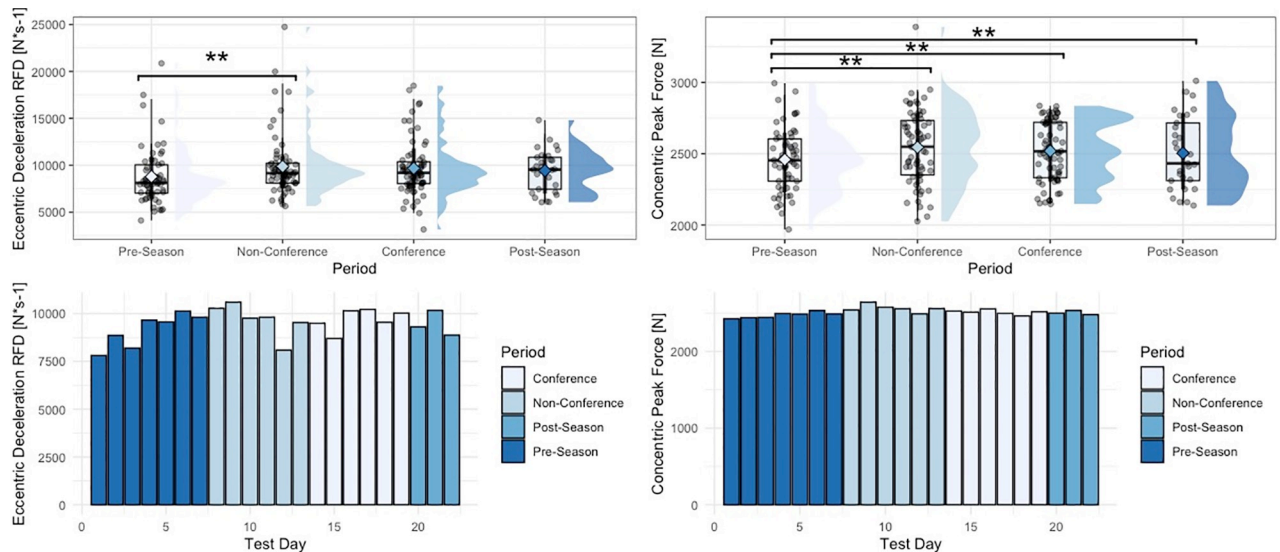 Eccentric Deceleration RFD [N*s-1]
25000
20000
15000
10000
5000
**
Pre-Season Non-Conference Conference Post-Season
Period
Concentric Peak Force [N]
3000
2500
2000
**
**
**
Pre-Season Non-Conference Conference Post-Season
Period
Eccentric Deceleration RFD [N*s-1]
10000
7500
5000
2500
0
0 5 10 15 20
Test Day
Period
Conference
Non-Conference
Post-Season
Pre-Season
Concentric Peak Force [N]
2000
1000
0
0 5 10 15 20
Test Day
Period
Conference
Non-Conference
Post-Season
Pre-Season